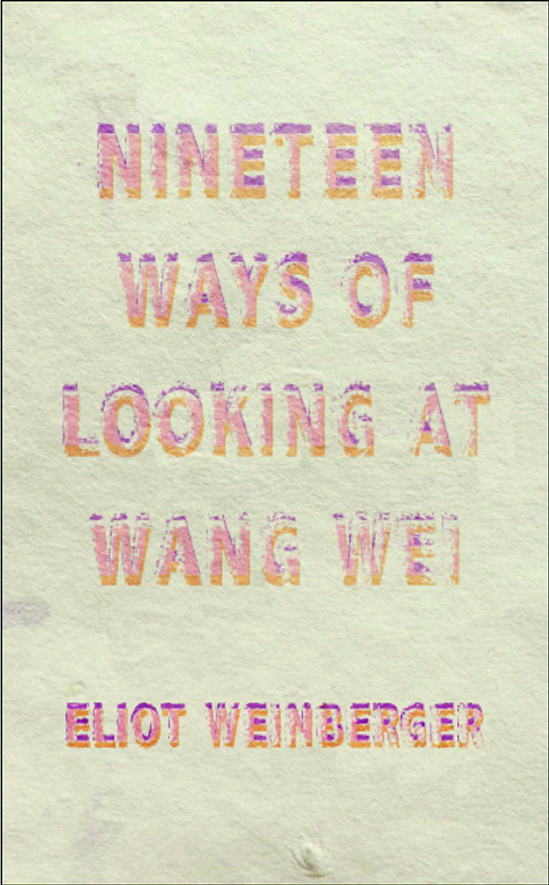 NINETEEN
WAYS OF
LOOKING AT
WANG WEI
ELIOT WEINBERGER